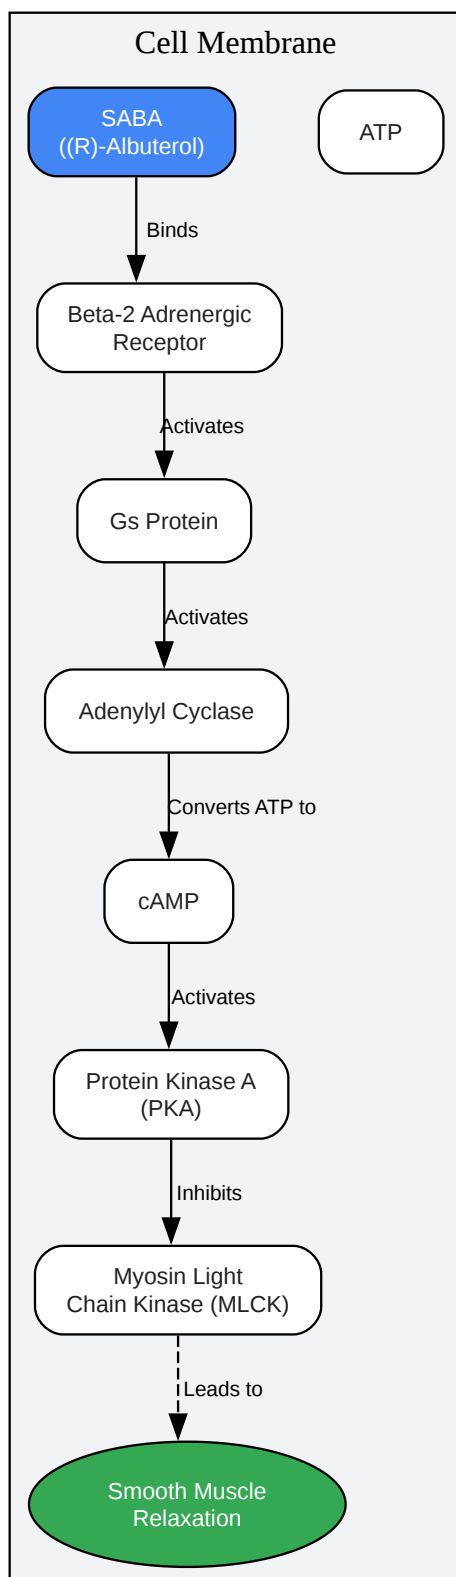 Cell Membrane
SABA
((R)-Albuterol)
ATP
Binds
Beta-2 Adrenergic
Receptor
Activates
Gs Protein
Activates
Adenylyl Cyclase
Converts ATP to
cAMP
Activates
Protein Kinase A
(PKA)
Inhibits
Myosin Light
Chain Kinase (MLCK)
Leads to
Smooth Muscle
Relaxation